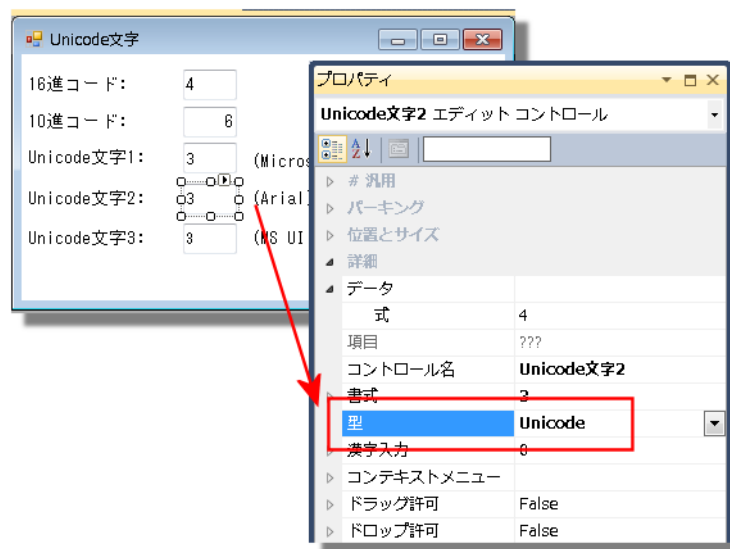 Unicode文字
16進コード: 4
10進コード: 6
Unicode文字1: 3 (Micros
Unicode文字2: 3 (Arial)
Unicode文字3: 3 (MS UI
プロパティ
Unicode文字2 エディット コントロール
# 汎用
パーキング
位置とサイズ
詳細
データ
式 4
項目 ???
コントロール名 Unicode文字2
書式 3
型 Unicode
漢字入力 0
コンテキストメニュー
ドラッグ許可 False
ドロップ許可 False